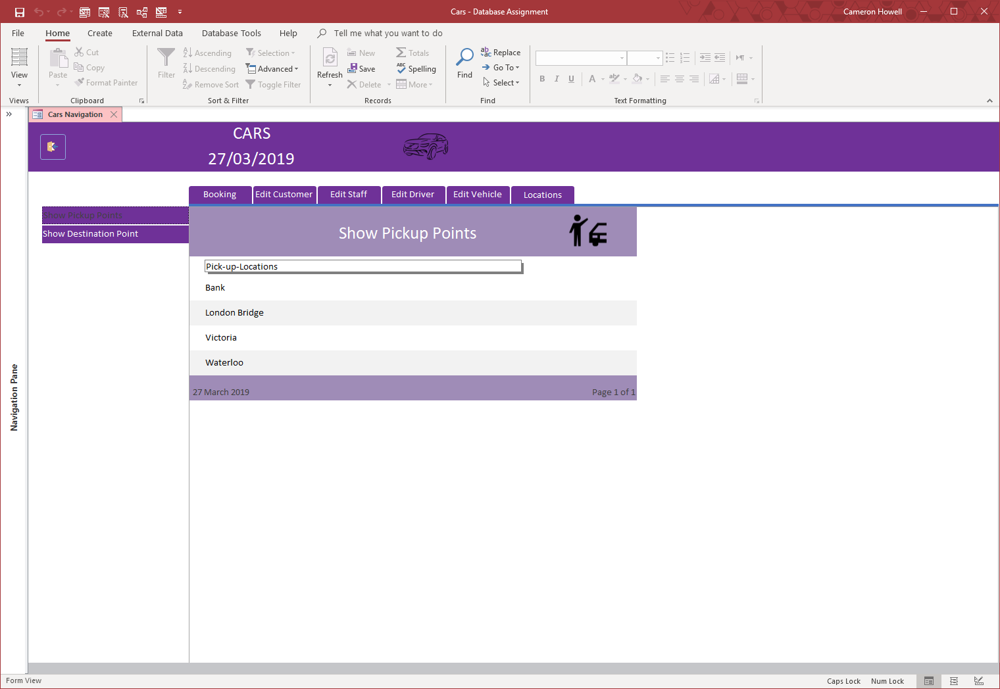 Cars - Database Assignment
Cameron Howell
File Home Create External Data Database Tools Help Tell me what you want to do
View
Views
Paste
Cut
Copy
Format Painter
Clipboard
Filter
Ascending
Descending
Remove Sort
Selection
Advanced
Toggle Filter
Sort & Filter
Refresh
New
Save
Delete
Totals
Spelling
More
Records
Find
Replace
Go To
Select
Find
B I U A
Text Formatting
Cars Navigation
Navigation Pane
CARS
27/03/2019
Booking Edit Customer Edit Staff Edit Driver Edit Vehicle Locations
Show Pickup Points
Show Destination Point
Show Pickup Points
Pick-up-Locations
Bank
London Bridge
Victoria
Waterloo
27 March 2019 Page 1 of 1
Form View
Caps Lock Num Lock